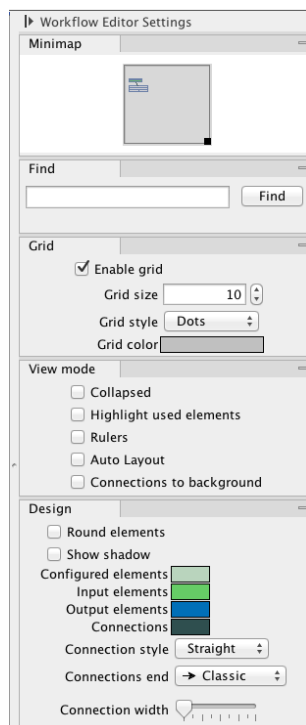 Workflow Editor Settings
Minimap
Find
Find
Grid
Enable grid
Grid size 10
Grid style Dots
Grid color
View mode
Collapsed
Highlight used elements
Rulers
Auto Layout
Connections to background
Design
Round elements
Show shadow
Configured elements
Input elements
Output elements
Connections
Connection style Straight
Connections end Classic
Connection width